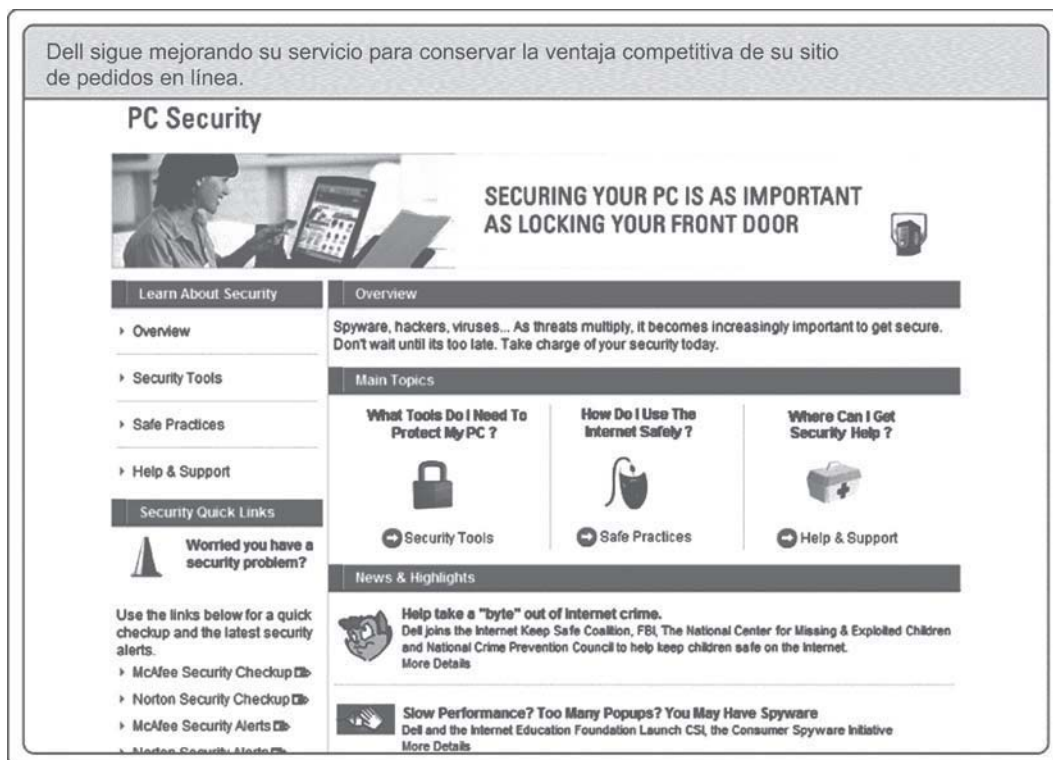 Dell sigue mejorando su servicio para conservar la ventaja competitiva de su sitio
de pedidos en línea.
PC Security
SECURING YOUR PC IS AS IMPORTANT
AS LOCKING YOUR FRONT DOOR
Learn About Security
Overview
Security Tools
Safe Practices
Help & Support
Security Quick Links
Worried you have a
security problem?
Use the links below for a quick
checkup and the latest security
alerts.
McAfee Security Checkup
Norton Security Checkup
McAfee Security Alerts
Norton Security Alerts
Overview
Spyware, hackers, viruses... As threats multiply, it becomes increasingly important to get secure.
Don't wait until its too late. Take charge of your security today.
Main Topics
What Tools Do I Need To
Protect My PC ?
Security Tools
How Do I Use The
Internet Safely ?
Safe Practices
Where Can I Get
Security Help ?
Help & Support
News & Highlights
Help take a "byte" out of Internet crime.
Dell joins the Internet Keep Safe Coalition, FBI, The National Center for Missing & Exploited Children
and National Crime Prevention Council to help keep children safe on the Internet.
More Details
Slow Performance? Too Many Popups? You May Have Spyware
Dell and the Internet Education Foundation Launch CSI, the Consumer Spyware Initiative
More Details